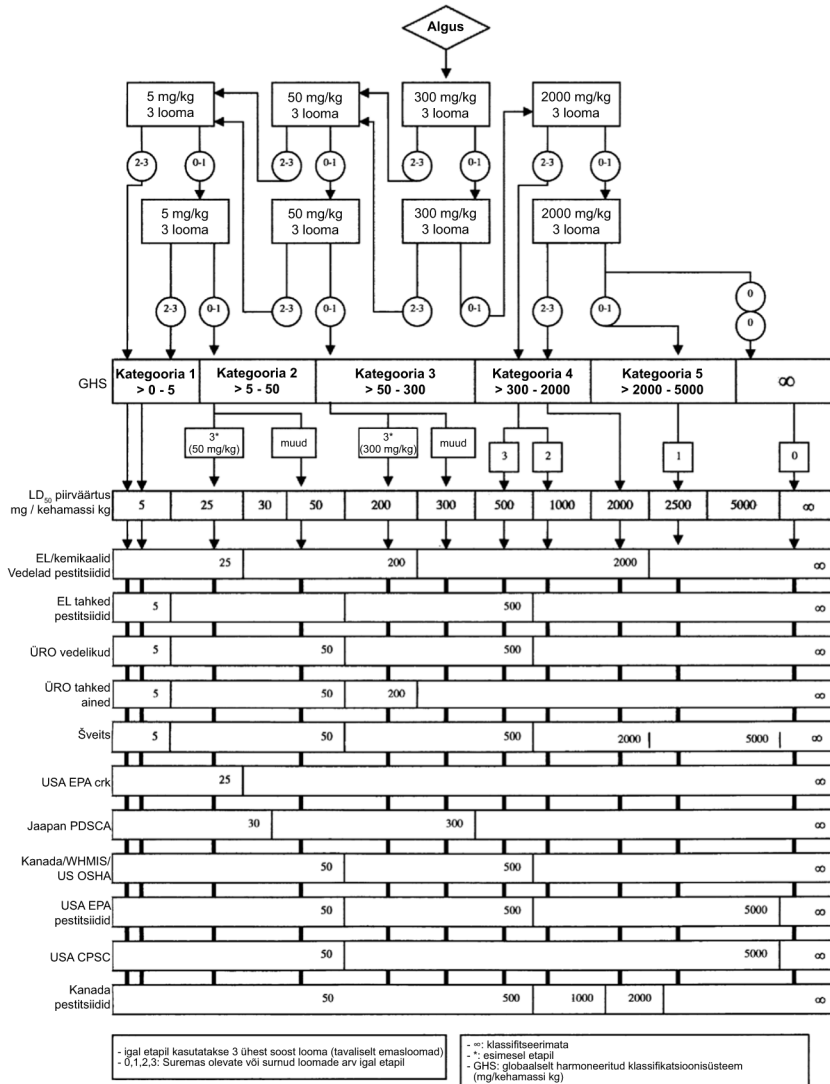 Algus
5 mg/kg
3 looma
50 mg/kg
3 looma
300 mg/kg
3 looma
2000 mg/kg
3 looma
2-3 0-1 2-3 0-1 2-3 0-1 2-3 0-1
5 mg/kg
3 looma
50 mg/kg
3 looma
300 mg/kg
3 looma
2000 mg/kg
3 looma
2-3 0-1 2-3 0-1 2-3 0-1 2-3 0-1 0
0
GHS
Kategooria 1
> 0 - 5
Kategooria 2
> 5 - 50
Kategooria 3
> 50 - 300
Kategooria 4
> 300 - 2000
Kategooria 5
> 2000 - 5000
∞
3*
(50 mg/kg)
muud
3*
(300 mg/kg)
muud
3 2 1 0
LD50 piirväärtus
mg / kehamassi kg
5 25 30 50 200 300 500 1000 2000 2500 5000 ∞
EL/kemikaalid
Vedelad pestitsiidid
25 200 2000 ∞
EL tahked
pestitsiidid
5 500 ∞
ÜRO vedelikud
5 50 500 ∞
ÜRO tahked
ained
5 50 200 ∞
Šveits
5 50 500 2000 5000 ∞
USA EPA crk
25 ∞
Jaapan PDSCA
30 300 ∞
Kanada/WHMIS/
US OSHA
50 500 ∞
USA EPA
pestitsiidid
50 500 5000 ∞
USA CPSC
50 5000 ∞
Kanada
pestitsiidid
50 500 1000 2000 ∞
- igal etapil kasutatakse 3 ühest soost looma (tavaliselt emasloomad)
- 0,1,2,3: Suremas olevate või surnud loomade arv igal etapil
- ∞: klassifitseerimata
- *: esimesel etapil
- GHS: globaalselt harmoneeritud klassifikatsioonisüsteem
(mg/kehamassi kg)